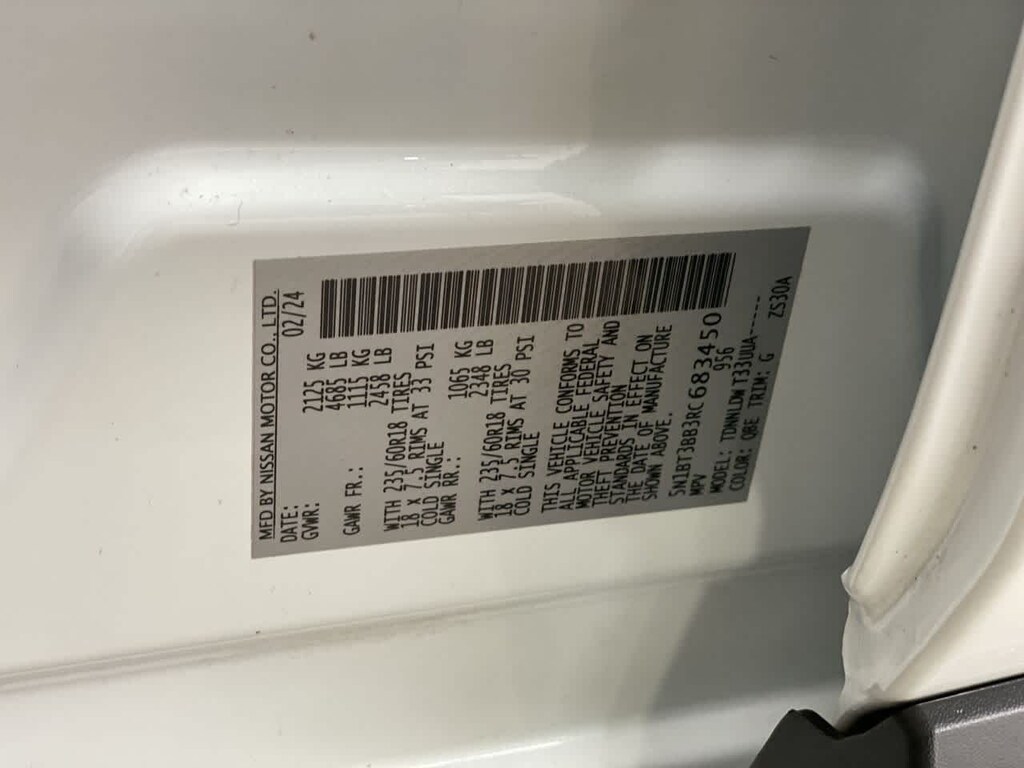 MFD BY NISSAN MOTOR CO., LTD.
DATE: 02/24
GVWR: 2125 KG
4685 LB
GAWR FR.: 1115 KG
2458 LB
WITH 235/60R18 TIRES
18 X 7.5 RIMS AT 33 PSI
COLD SINGLE
GAWR RR.: 1065 KG
2348 LB
WITH 235/60R18 TIRES
18 X 7.5 RIMS AT 30 PSI
COLD SINGLE
THIS VEHICLE CONFORMS TO
ALL APPLICABLE FEDERAL
MOTOR VEHICLE SAFETY AND
THEFT PREVENTION
STANDARDS IN EFFECT ON
THE DATE OF MANUFACTURE
SHOWN ABOVE.
5N1BT3BB3RC683450
MPV 956
MODEL: TDNNLDW T33UUA-----
COLOR: QBE TRIM: G ZS30A